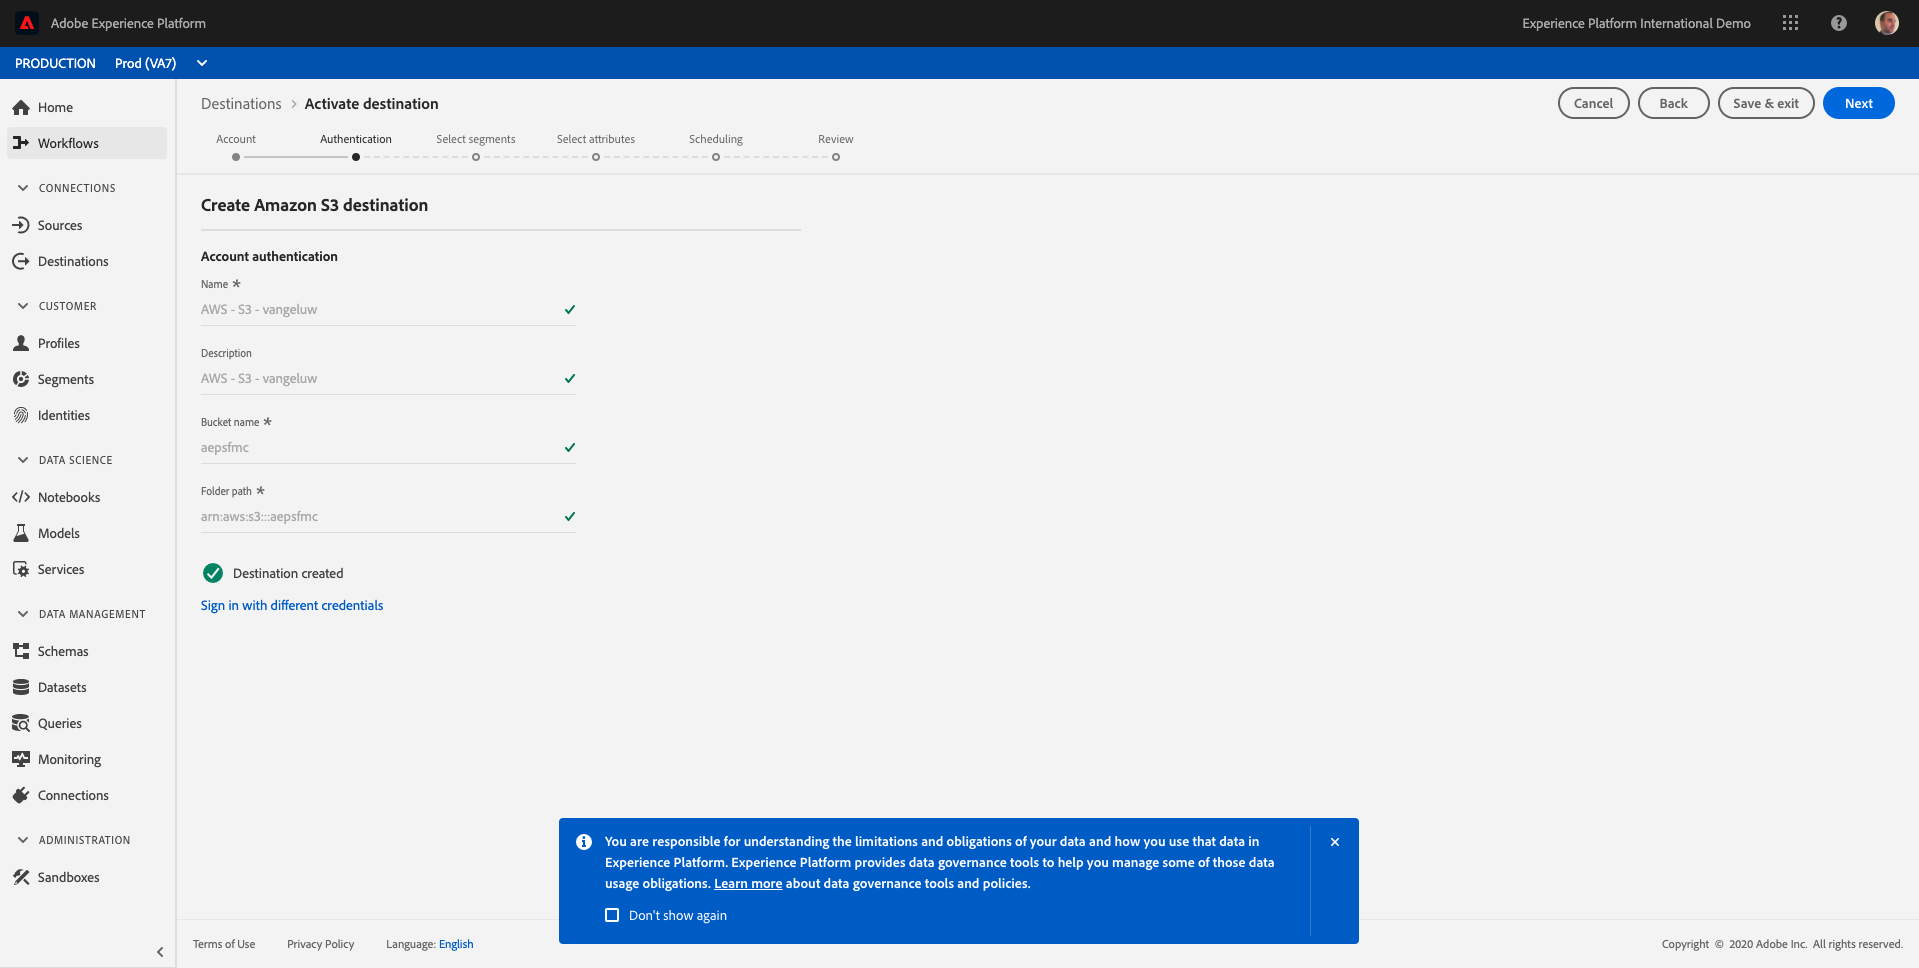 Adobe Experience Platform
Experience Platform International Demo
PRODUCTION Prod (VA7)
Home
Workflows
CONNECTIONS
Sources
Destinations
CUSTOMER
Profiles
Segments
Identities
DATA SCIENCE
Notebooks
Models
Services
DATA MANAGEMENT
Schemas
Datasets
Queries
Monitoring
Connections
ADMINISTRATION
Sandboxes
Destinations > Activate destination
Cancel
Back
Save & exit
Next
Account
Authentication
Select segments
Select attributes
Scheduling
Review
Create Amazon S3 destination
Account authentication
Name *
AWS - S3 - vangeluw
Description
AWS - S3 - vangeluw
Bucket name *
aepsfmc
Folder path *
arn:aws:s3:::aepsfmc
Destination created
Sign in with different credentials
You are responsible for understanding the limitations and obligations of your data and how you use that data in
Experience Platform. Experience Platform provides data governance tools to help you manage some of those data
usage obligations. Learn more about data governance tools and policies.
Don't show again
Terms of Use
Privacy Policy
Language: English
Copyright © 2020 Adobe Inc. All rights reserved.